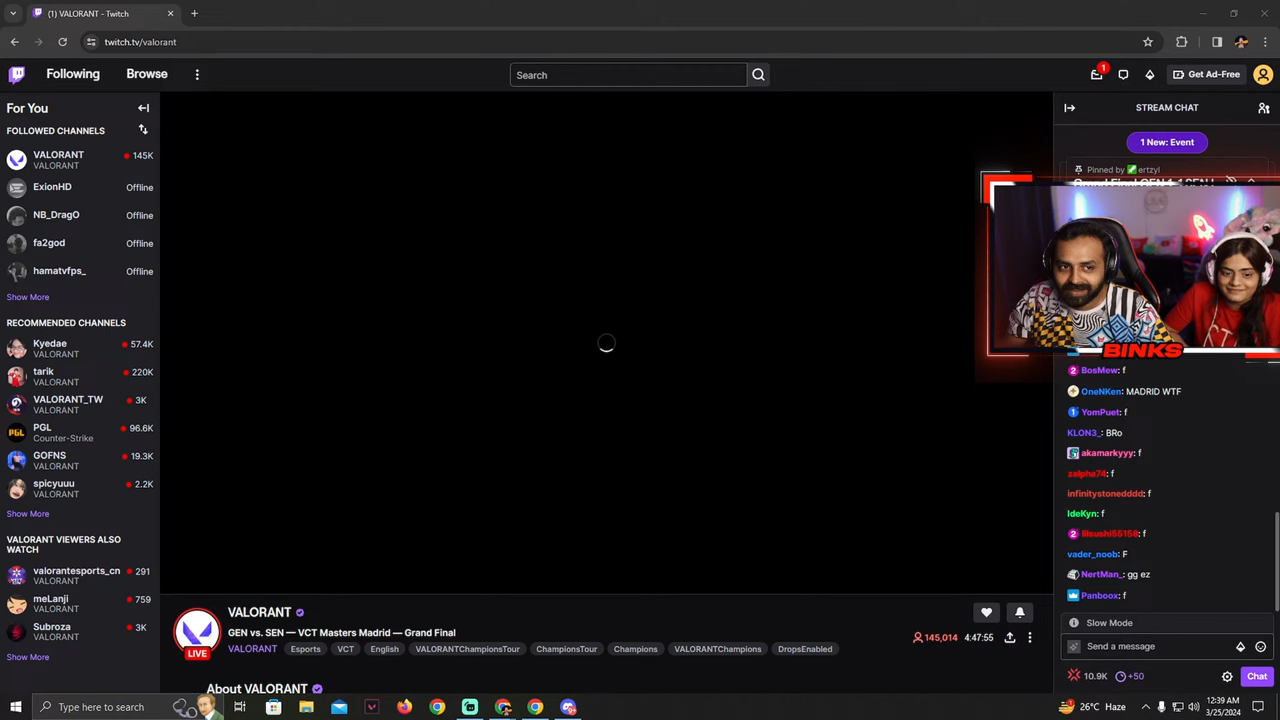 (1) VALORANT - Twitch
twitch.tv/valorant
Following
Browse
Search
1
Get Ad-Free
For You
FOLLOWED CHANNELS
VALORANT
145K
VALORANT
ExionHD
Offline
NB_DragO
Offline
fa2god
Offline
hamatvfps_
Offline
Show More
RECOMMENDED CHANNELS
Kyedae
57.4K
VALORANT
tarik
220K
VALORANT
VALORANT_TW
3K
VALORANT
PGL
96.6K
Counter-Strike
GOFNS
19.3K
VALORANT
spicyuuu
2.2K
VALORANT
Show More
VALORANT VIEWERS ALSO
WATCH
valorantesports_cn
291
VALORANT
meLanji
759
VALORANT
Subroza
3K
VALORANT
Show More
LIVE
VALORANT
GEN vs. SEN — VCT Masters Madrid — Grand Final
VALORANT
Esports
VCT
English
VALORANTChampionsTour
ChampionsTour
Champions
VALORANTChampions
DropsEnabled
145,014
4:47:55
About VALORANT
STREAM CHAT
1 New: Event
Pinned by ertzyl
BINKS
BosMew: f
OneNKen: MADRID WTF
YomPuet: f
KLON3_: BRo
akamarkyyy: f
zalpha74: f
infinitystonedddd: f
IdeKyn: f
lilsushi55158: f
vader_noob: F
NertMan_: gg ez
Panboox: f
Slow Mode
Send a message
10.9K
+50
Chat
Type here to search
26°C Haze
12:39 AM
3/25/2024